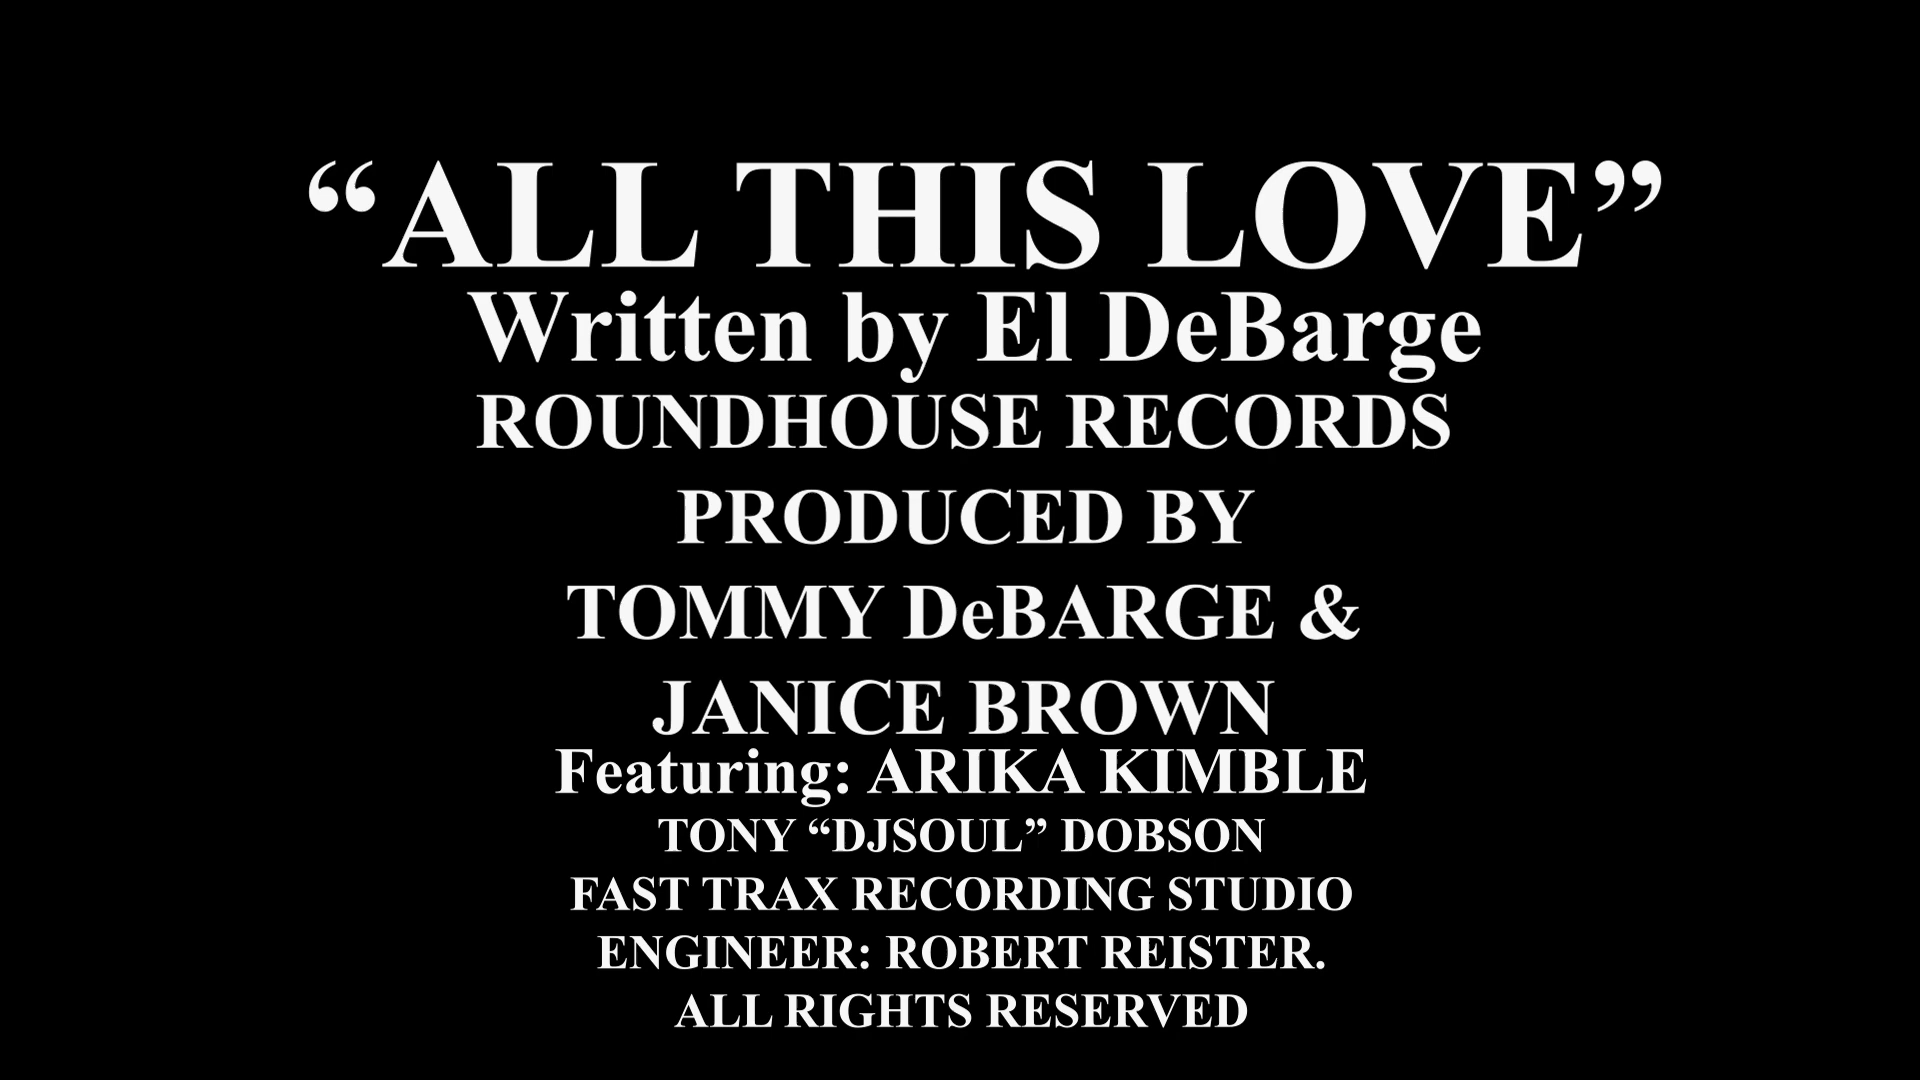 “ALL THIS LOVE”
Written by El DeBarge
ROUNDHOUSE RECORDS
PRODUCED BY
TOMMY DeBARGE &
JANICE BROWN
Featuring: ARIKA KIMBLE
TONY “DJSOUL” DOBSON
FAST TRAX RECORDING STUDIO
ENGINEER: ROBERT REISTER.
ALL RIGHTS RESERVED